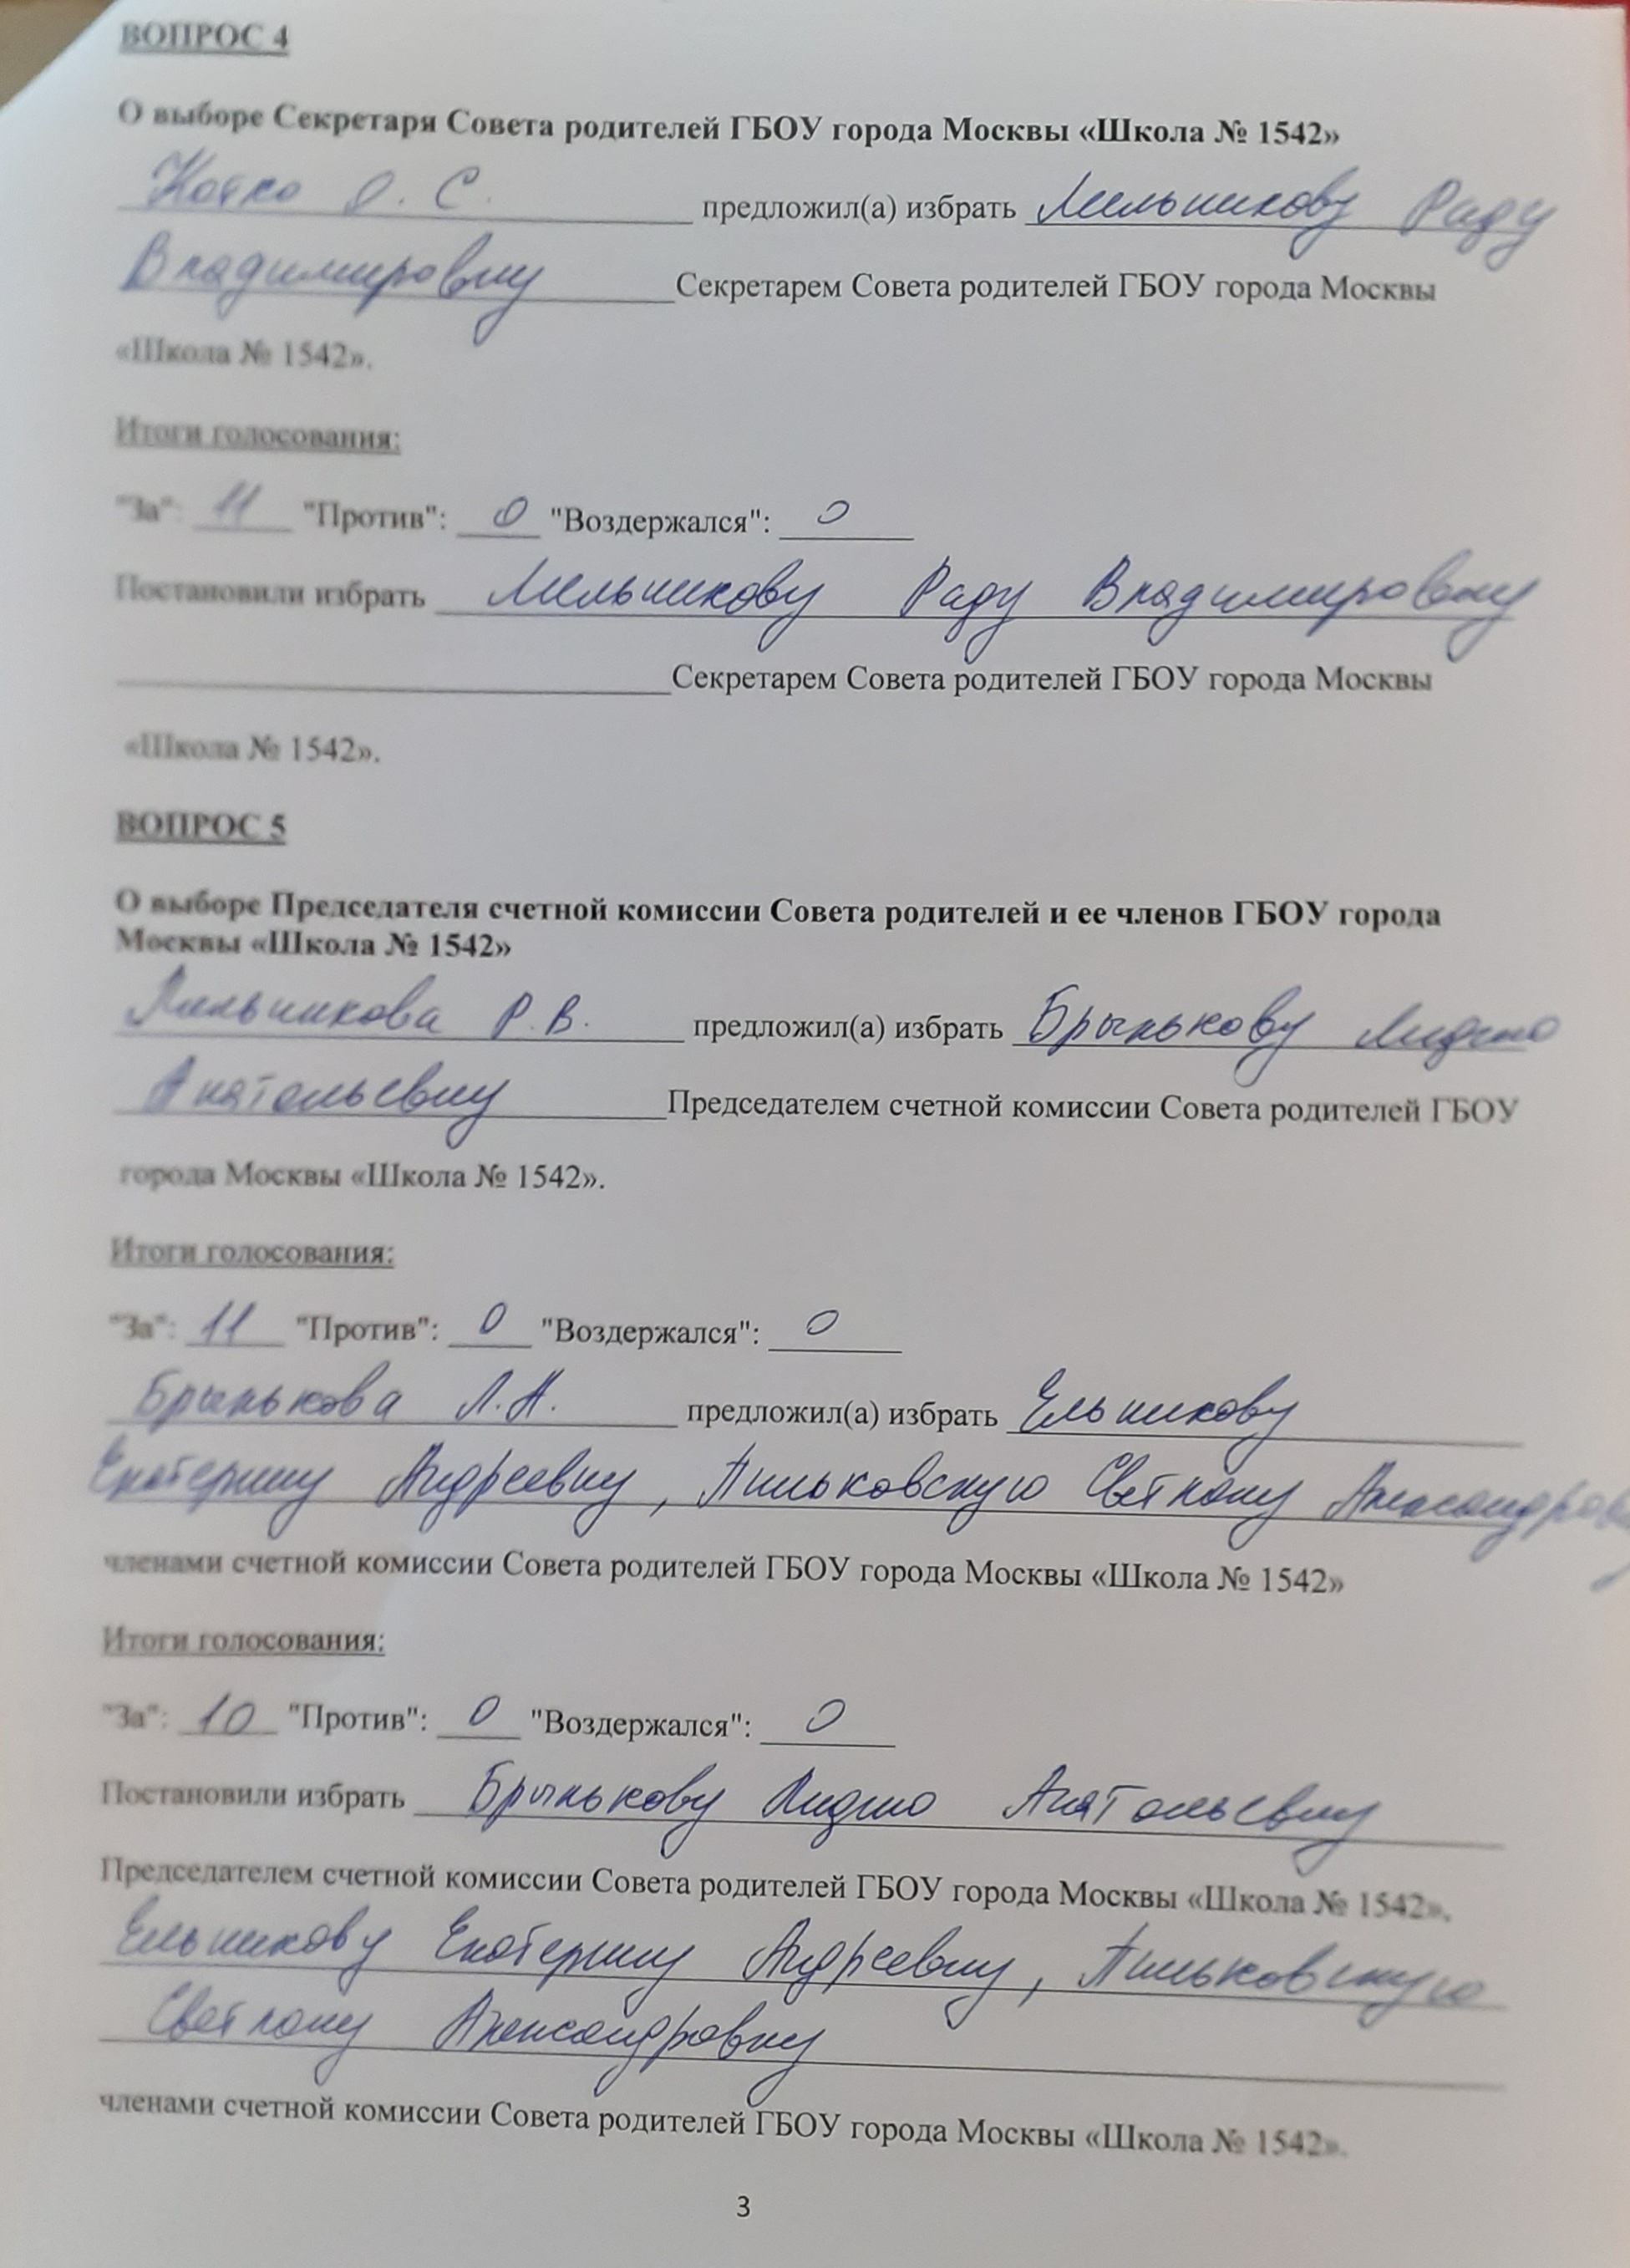 ВОПРОС 4
О выборе Секретаря Совета родителей ГБОУ города Москвы «Школа № 1542»
Котко О. С. предложил(а) избрать Мельникову Раду
Владимировну Секретарем Совета родителей ГБОУ города Москвы
«Школа № 1542».
Итоги голосования:
"За": 11 "Против": 0 "Воздержался": 0
Постановили избрать Мельникову Раду Владимировну
Секретарем Совета родителей ГБОУ города Москвы
«Школа № 1542».
ВОПРОС 5
О выборе Председателя счетной комиссии Совета родителей и ее членов ГБОУ города
Москвы «Школа № 1542»
Мельникова Р. В. предложил(а) избрать Брынькову Лидию
Анатольевну Председателем счетной комиссии Совета родителей ГБОУ
города Москвы «Школа № 1542».
Итоги голосования:
"За": 11 "Против": 0 "Воздержался": 0
Брынькова Л. А. предложил(а) избрать Ельникову
Екатерину Андреевну, Пильковскую Светлану
членами счетной комиссии Совета родителей ГБОУ города Москвы «Школа № 1542»
Итоги голосования:
"За": 10 "Против": 0 "Воздержался": 0
Постановили избрать Брынькову Лидию Анатольевну
Председателем счетной комиссии Совета родителей ГБОУ города Москвы «Школа № 1542»,
Ельникову Екатерину Андреевну, Пильковскую
Светлану Александровну
членами счетной комиссии Совета родителей ГБОУ города Москвы «Школа № 1542».
3